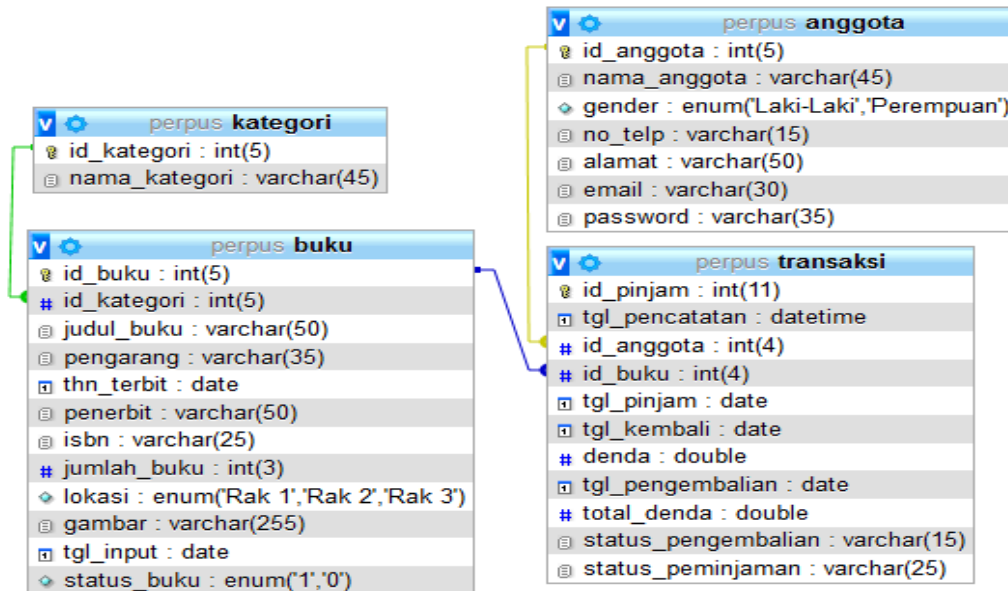 perpus kategori
id_kategori : int(5)
nama_kategori : varchar(45)
perpus buku
id_buku : int(5)
id_kategori : int(5)
judul_buku : varchar(50)
pengarang : varchar(35)
thn_terbit : date
penerbit : varchar(50)
isbn : varchar(25)
jumlah_buku : int(3)
lokasi : enum('Rak 1','Rak 2','Rak 3')
gambar : varchar(255)
tgl_input : date
status_buku : enum('1','0')
perpus anggota
id_anggota : int(5)
nama_anggota : varchar(45)
gender : enum('Laki-Laki','Perempuan')
no_telp : varchar(15)
alamat : varchar(50)
email : varchar(30)
password : varchar(35)
perpus transaksi
id_pinjam : int(11)
tgl_pencatatan : datetime
id_anggota : int(4)
id_buku : int(4)
tgl_pinjam : date
tgl_kembali : date
denda : double
tgl_pengembalian : date
total_denda : double
status_pengembalian : varchar(15)
status_peminjaman : varchar(25)